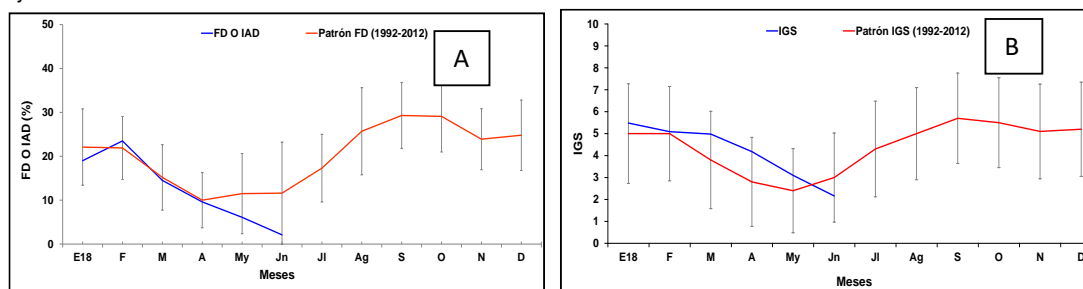 FD O IAD
Patrón FD (1992-2012)
A
50
40
30
20
10
0
FD O IAD (%)
E18 F M A My Jn Jl Ag S O N D
Meses
IGS
Patrón IGS (1992-2012)
B
10
9
8
7
6
5
4
3
2
1
0
IGS
E18 F M A My Jn Jl Ag S O N D
Meses